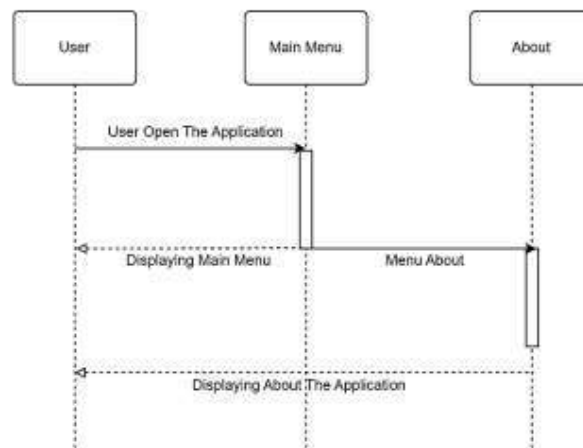 User
Main Menu
About
User Open The Application
Displaying Main Menu
Menu About
Displaying About The Application